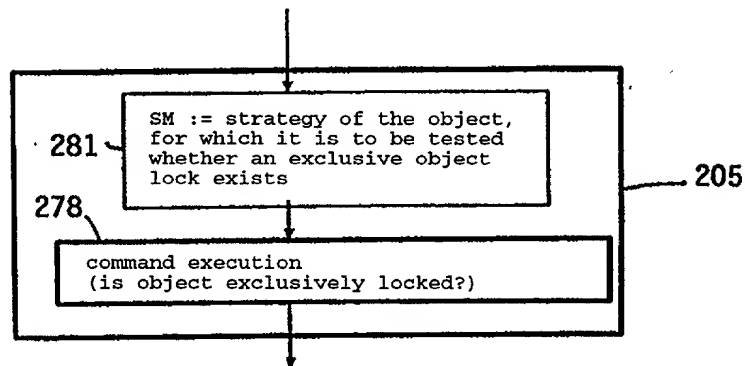 SM := strategy of the object,
for which it is to be tested
whether an exclusive object
lock exists
281
205
278
command execution
(is object exclusively locked?)